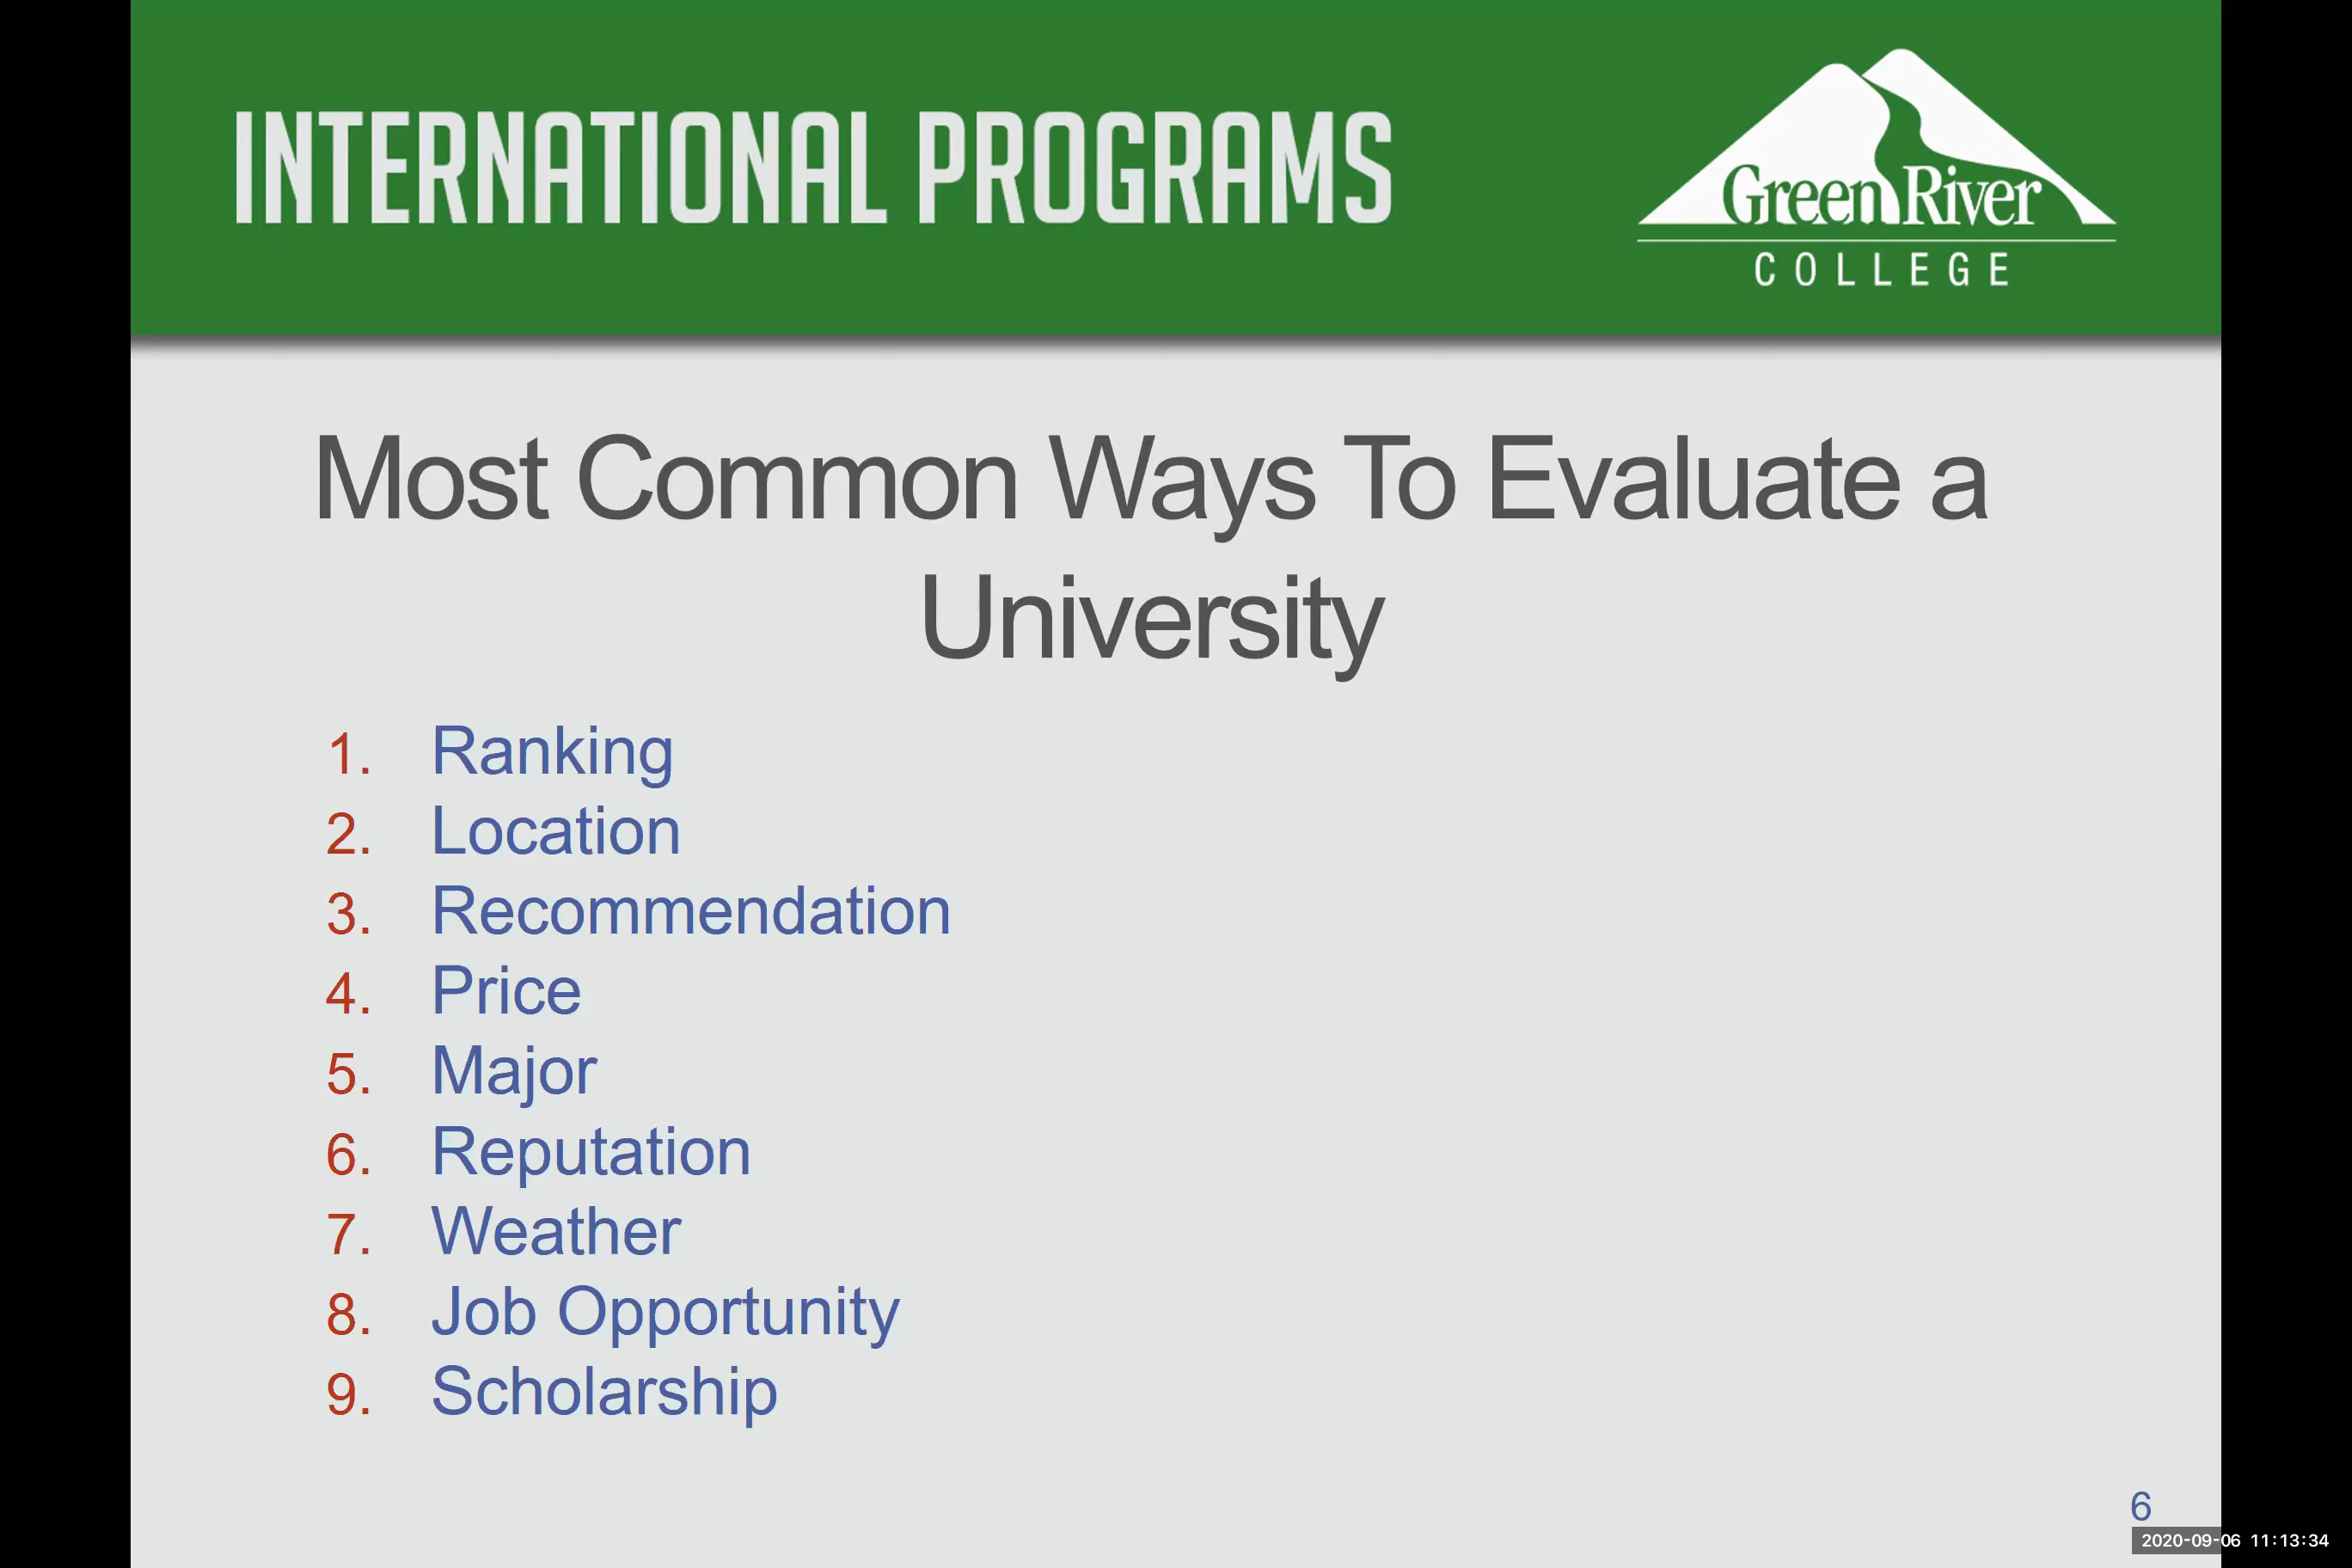 INTERNATIONAL PROGRAMS
Green River
COLLEGE
Most Common Ways To Evaluate a
University
1. Ranking
2. Location
3. Recommendation
4. Price
5. Major
6. Reputation
7. Weather
8. Job Opportunity
9. Scholarship
6
2020-09-06 11:13:34